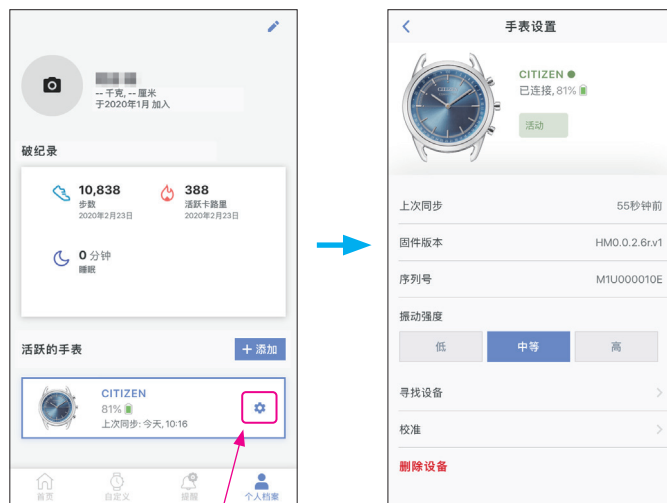 -- 千克, -- 厘米
于2020年1月 加入
破纪录
10,838
步数
2020年2月23日
388
活跃卡路里
2020年2月23日
0 分钟
睡眠
活跃的手表
+ 添加
CITIZEN
81%
上次同步: 今天, 10:16
首页
自定义
提醒
个人档案
手表设置
CITIZEN
已连接, 81%
活动
上次同步
55秒钟前
固件版本
HM0.0.2.6r.v1
序列号
M1U000010E
振动强度
低
中等
高
寻找设备
校准
删除设备